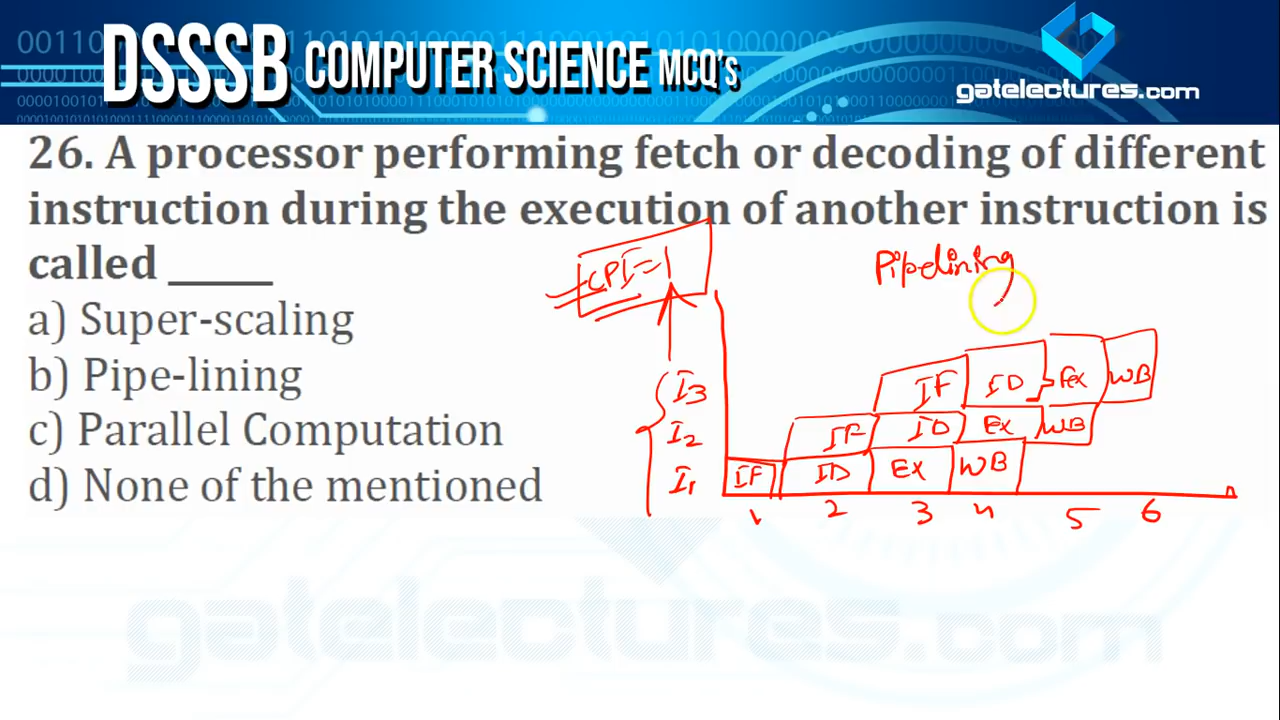 DSSSB COMPUTER SCIENCE MCQ's
gatelectures.com
26. A processor performing fetch or decoding of different
instruction during the execution of another instruction is
called ______
a) Super-scaling
b) Pipe-lining
c) Parallel Computation
d) None of the mentioned
CPI=1
Pipelining
I3 IF ID Ex WB
I2 IF ID Ex WB
I1 IF ID Ex WB
1 2 3 4 5 6
gatelectures.com